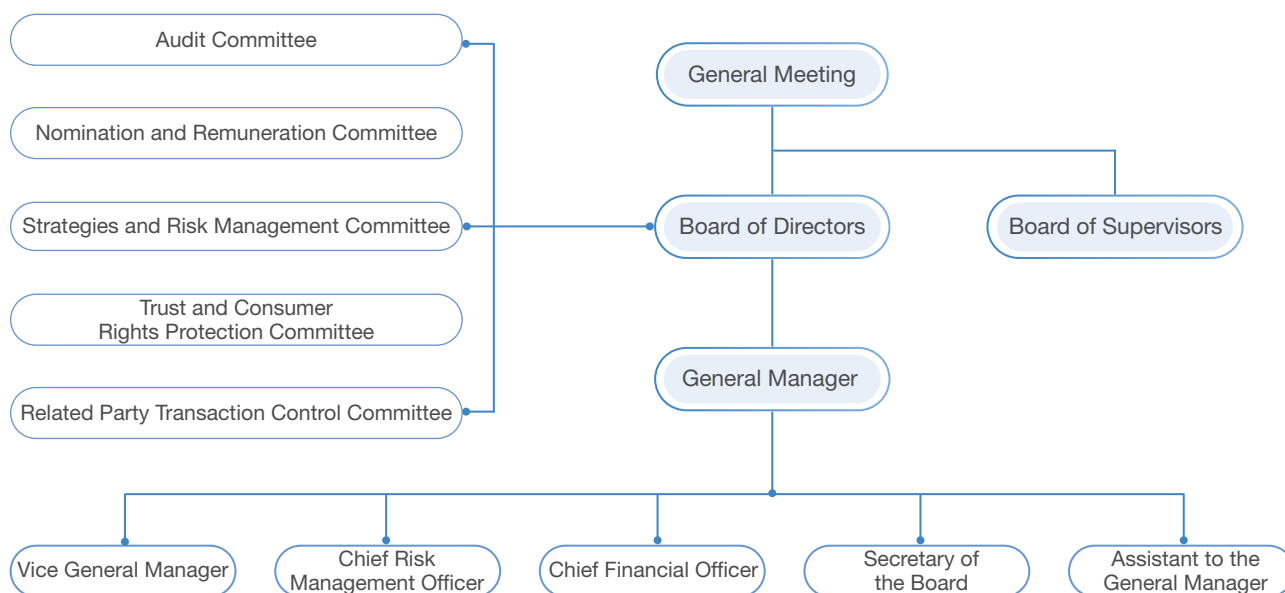 Audit Committee
General Meeting
Nomination and Remuneration Committee
Strategies and Risk Management Committee
Board of Directors
Board of Supervisors
Trust and Consumer
Rights Protection Committee
General Manager
Related Party Transaction Control Committee
Vice General Manager
Chief Risk
Management Officer
Chief Financial Officer
Secretary of
the Board
Assistant to the
General Manager